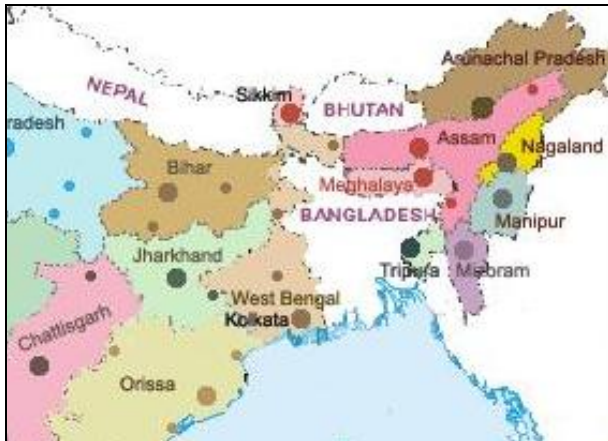 Arunachal Pradesh
NEPAL
Sikkim
BHUTAN
radesh
Assam
Nagaland
Bihar
Meghalaya
BANGLADESH
Manipur
Jharkhand
Tripura
Mizoram
West Bengal
Kolkata
Chattisgarh
Orissa